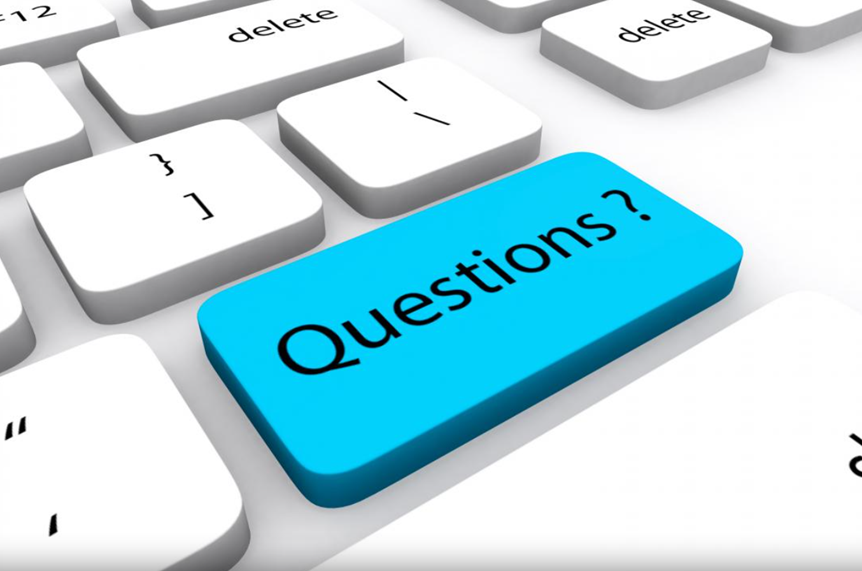 F12
delete
delete
|
\
}
]
Questions?
"
'